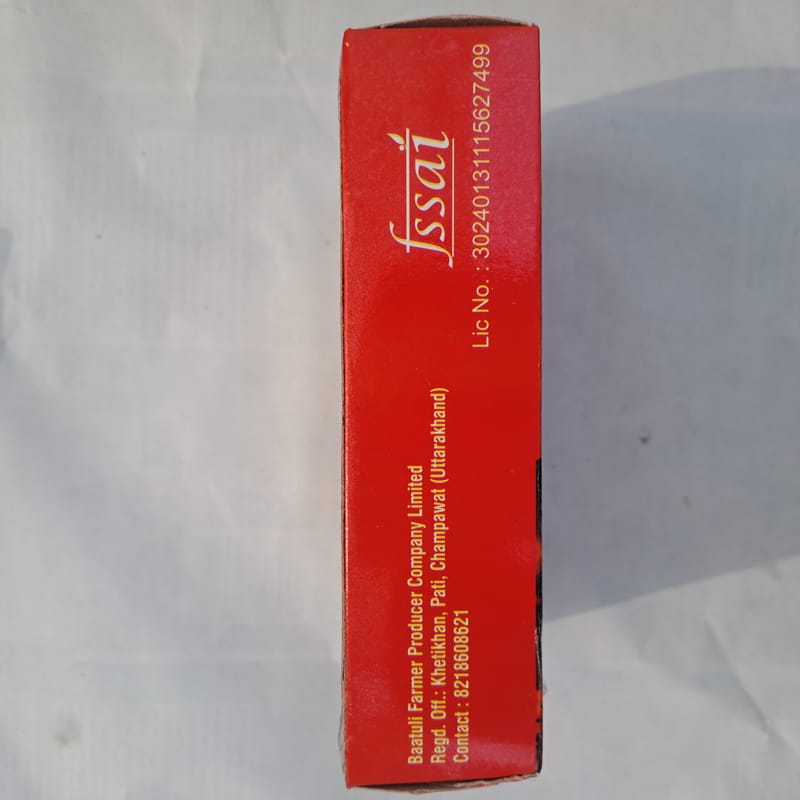 Baatuli Farmer Producer Company Limited
Regd. Off.: Khetikhan, Pati, Champawat (Uttarakhand)
Contact : 8218608621
fssai
Lic No. : 30240131115627499